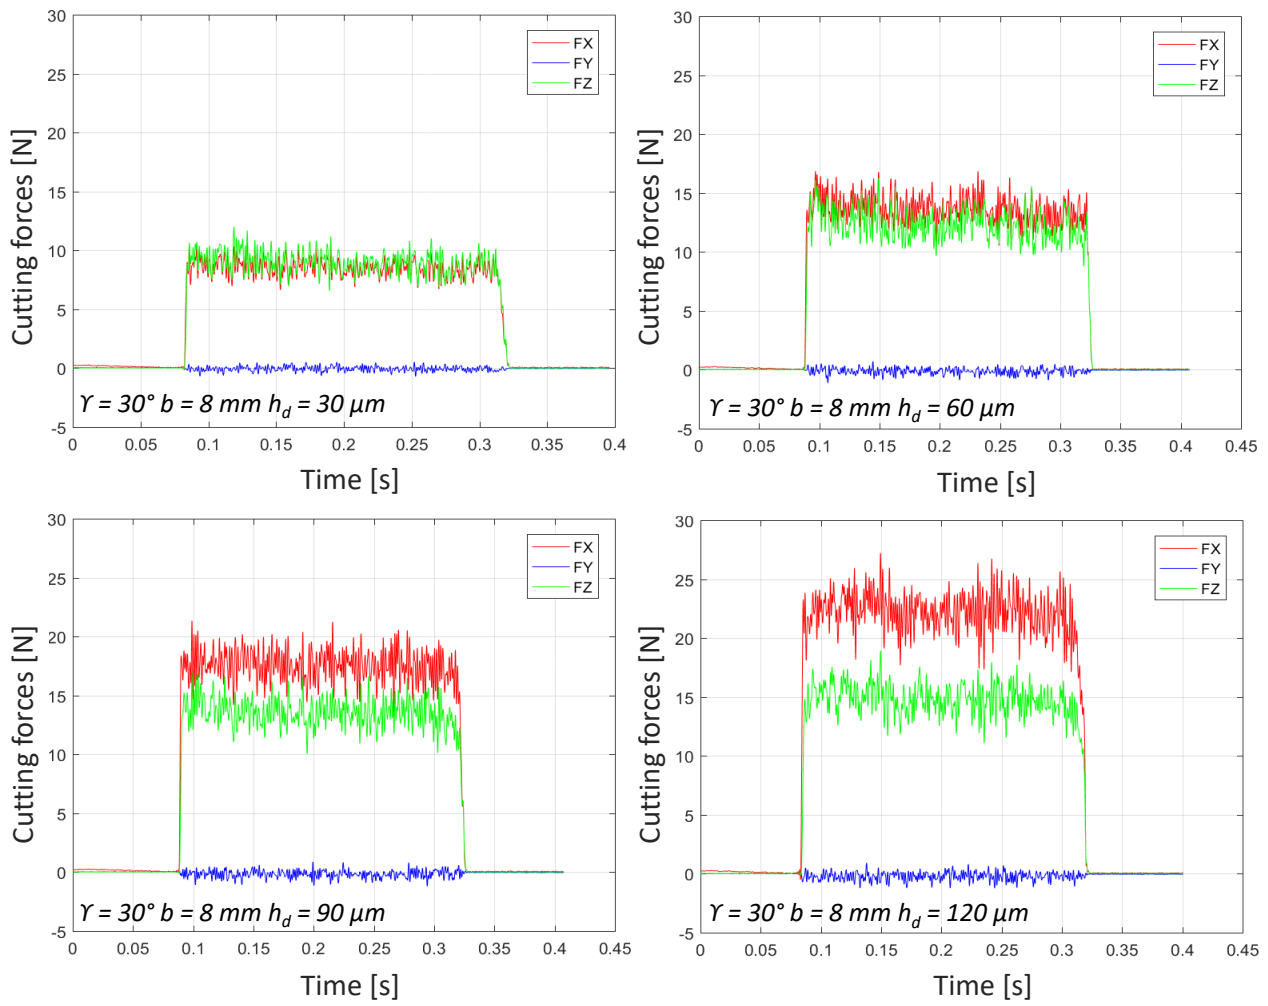 30
25
20
15
10
5
0
-5
Cutting forces [N]
FX
FY
FZ
ϒ = 30° b = 8 mm h_d = 30 µm
0
0.05
0.1
0.15
0.2
0.25
0.3
0.35
0.4
Time [s]
30
25
20
15
10
5
0
-5
Cutting forces [N]
FX
FY
FZ
ϒ = 30° b = 8 mm h_d = 60 µm
0
0.05
0.1
0.15
0.2
0.25
0.3
0.35
0.4
0.45
Time [s]
30
25
20
15
10
5
0
-5
Cutting forces [N]
FX
FY
FZ
ϒ = 30° b = 8 mm h_d = 90 µm
0
0.05
0.1
0.15
0.2
0.25
0.3
0.35
0.4
0.45
Time [s]
30
25
20
15
10
5
0
-5
Cutting forces [N]
FX
FY
FZ
ϒ = 30° b = 8 mm h_d = 120 µm
0
0.05
0.1
0.15
0.2
0.25
0.3
0.35
0.4
0.45
Time [s]